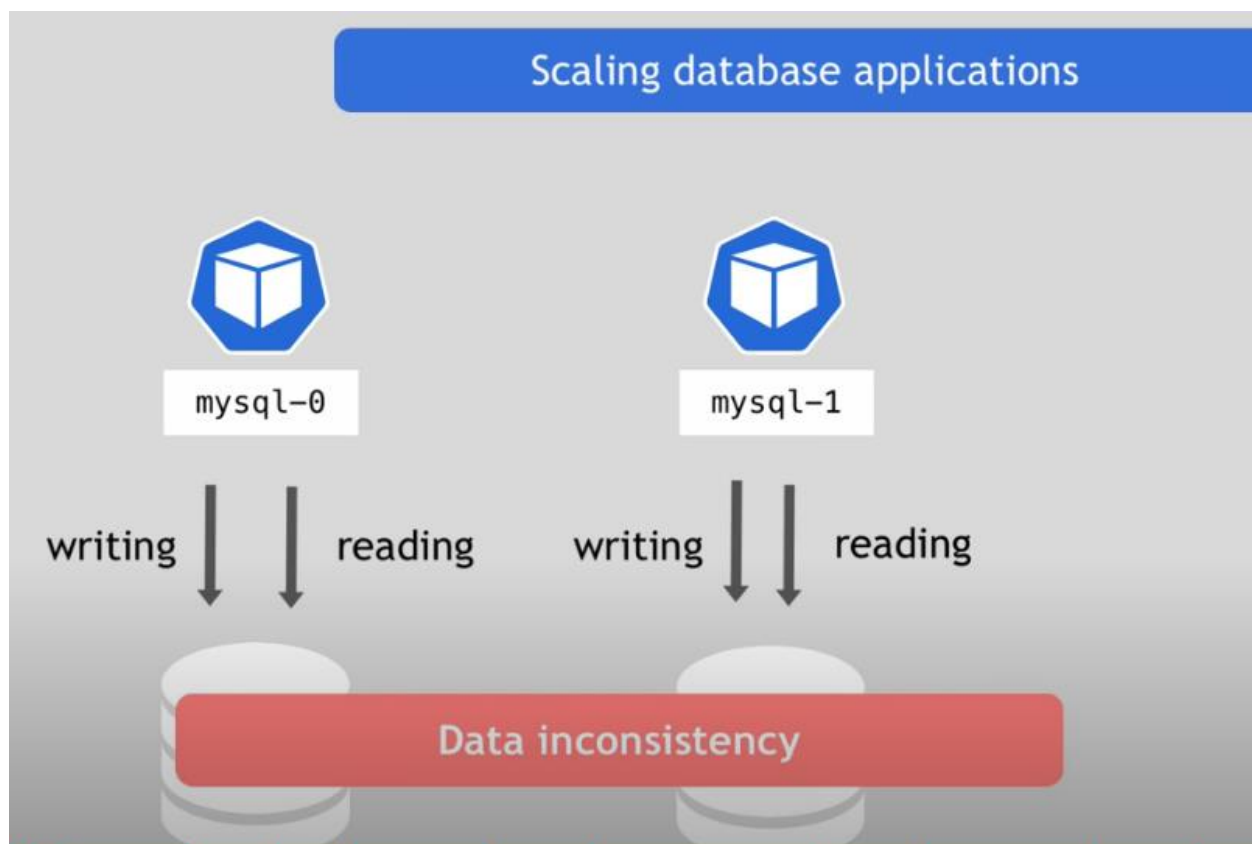 Scaling database applications
mysql-0
mysql-1
writing
reading
writing
reading
Data inconsistency